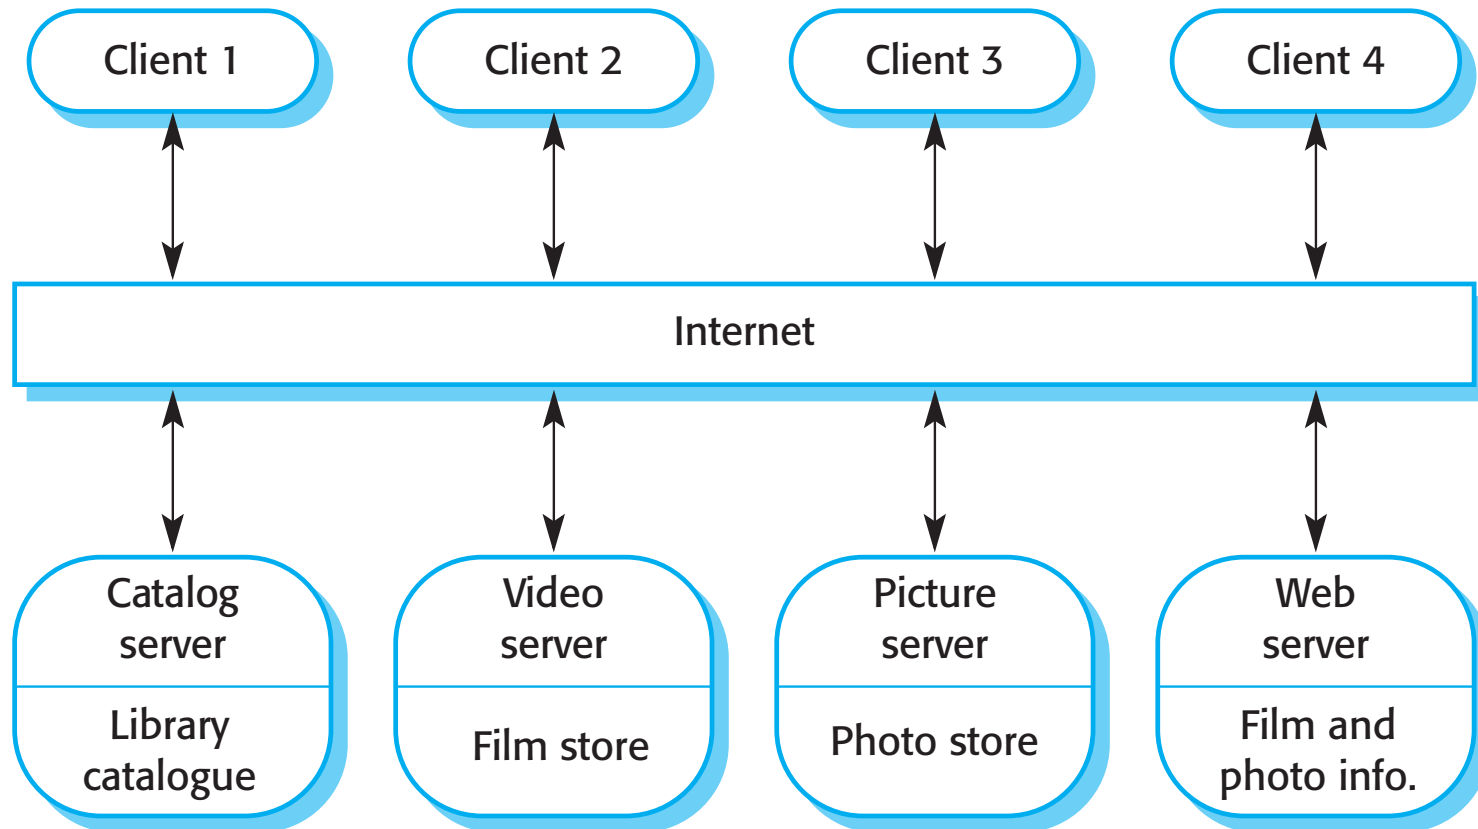 Client 1
Client 2
Client 3
Client 4
Internet
Catalog
server
Library
catalogue
Video
server
Film store
Picture
server
Photo store
Web
server
Film and
photo info.